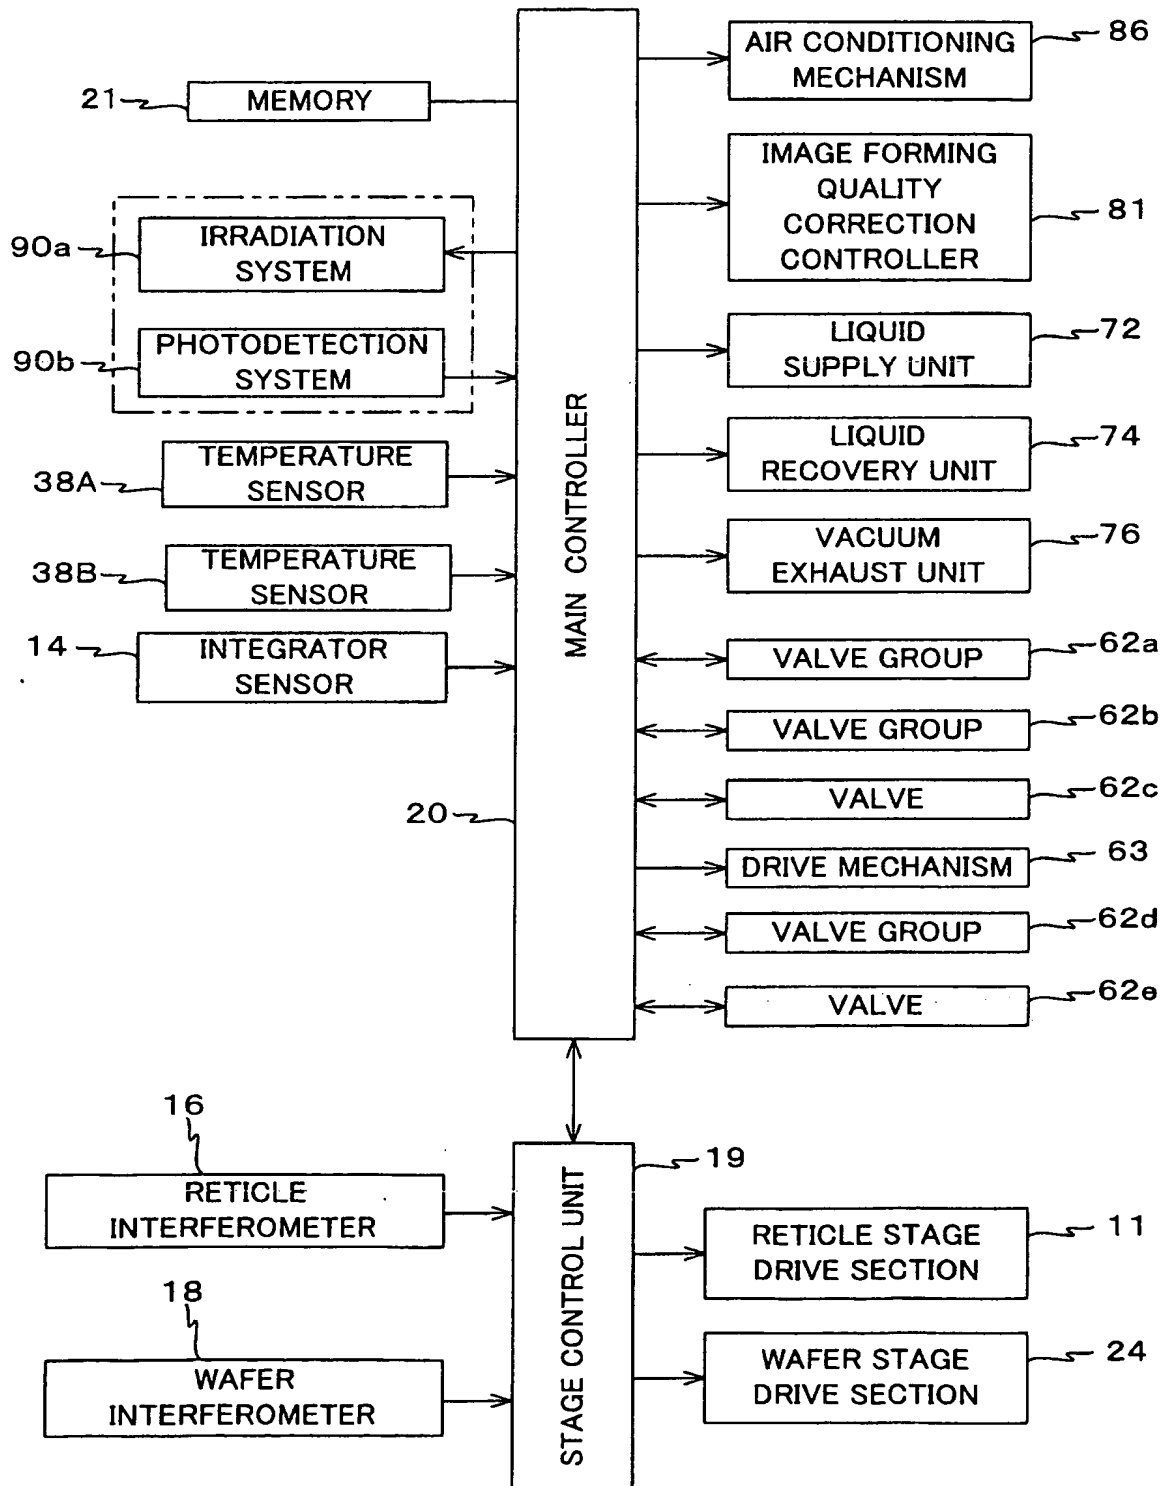 86
AIR CONDITIONING
MECHANISM
21
MEMORY
IMAGE FORMING
QUALITY
CORRECTION
CONTROLLER
81
90a
IRRADIATION
SYSTEM
90b
PHOTODETECTION
SYSTEM
LIQUID
SUPPLY UNIT
72
38A
TEMPERATURE
SENSOR
LIQUID
RECOVERY UNIT
74
38B
TEMPERATURE
SENSOR
VACUUM
EXHAUST UNIT
76
14
INTEGRATOR
SENSOR
MAIN CONTROLLER
20
VALVE GROUP
62a
VALVE GROUP
62b
VALVE
62c
DRIVE MECHANISM
63
VALVE GROUP
62d
VALVE
62e
16
RETICLE
INTERFEROMETER
18
WAFER
INTERFEROMETER
STAGE CONTROL UNIT
19
RETICLE STAGE
DRIVE SECTION
11
WAFER STAGE
DRIVE SECTION
24